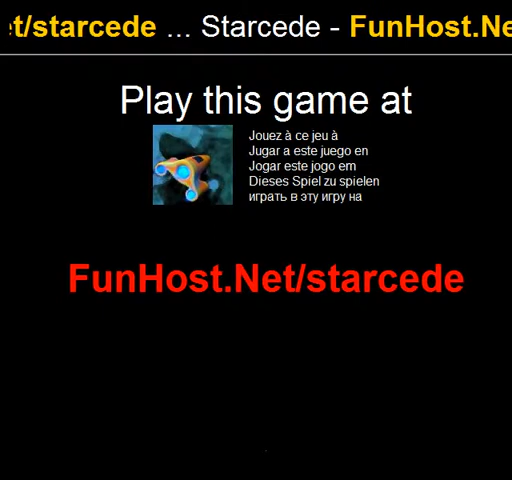 et/starcede ... Starcede - FunHost.Ne
Play this game at
Jouez à ce jeu à
Jugar a este juego en
Jogar este jogo em
Dieses Spiel zu spielen
играть в эту игру на
FunHost.Net/starcede